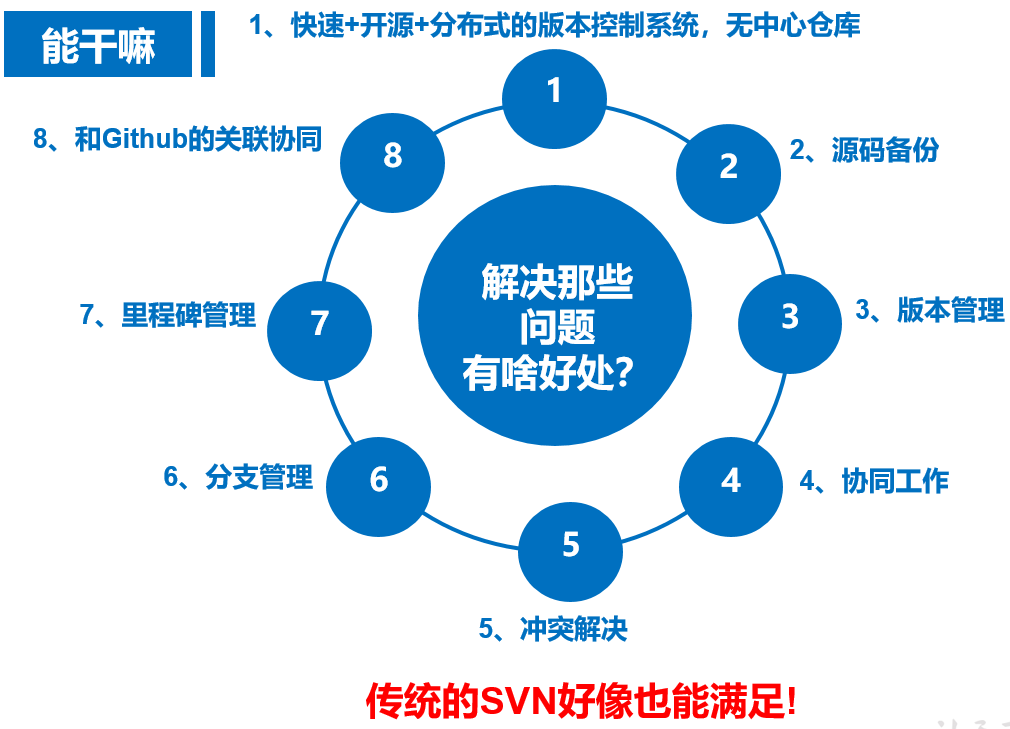 能干嘛
1、快速+开源+分布式的版本控制系统，无中心仓库
1
8、和Github的关联协同
8
2
2、源码备份
解决那些
问题
有啥好处？
7、里程碑管理
7
3
3、版本管理
6、分支管理
6
4
4、协同工作
5
5、冲突解决
传统的SVN好像也能满足!